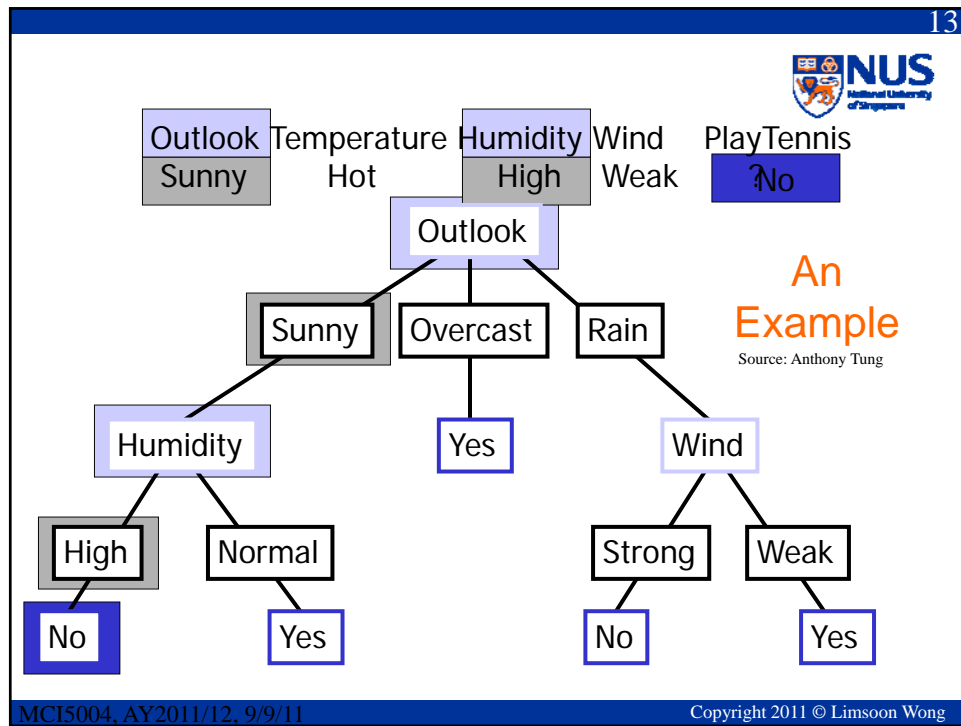 13
NUS
National University
of Singapore
Outlook Temperature Humidity Wind PlayTennis
Sunny Hot High Weak ?No
Outlook
An
Example
Source: Anthony Tung
Sunny Overcast Rain
Humidity Yes Wind
High Normal Strong Weak
No Yes No Yes
MCI5004, AY2011/12, 9/9/11 Copyright 2011 © Limsoon Wong